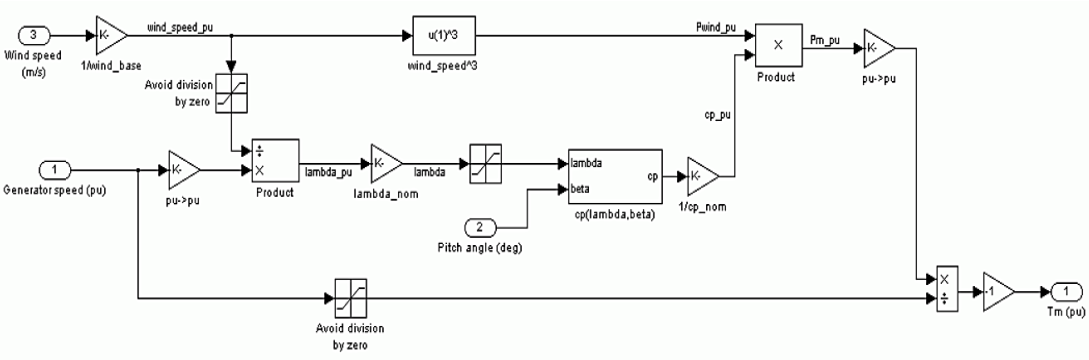 3
Wind speed
(m/s)
K-
1/wind_base
wind_speed_pu
u(1)^3
wind_speed^3
Pwind_pu
X
Product
Pm_pu
K-
pu->pu
Avoid division
by zero
cp_pu
1
Generator speed (pu)
K-
pu->pu
÷
X
Product
lambda_pu
K-
lambda_nom
lambda
lambda
beta
cp
cp(lambda,beta)
K-
1/cp_nom
2
Pitch angle (deg)
Avoid division
by zero
X
÷
-1
1
Tm (pu)